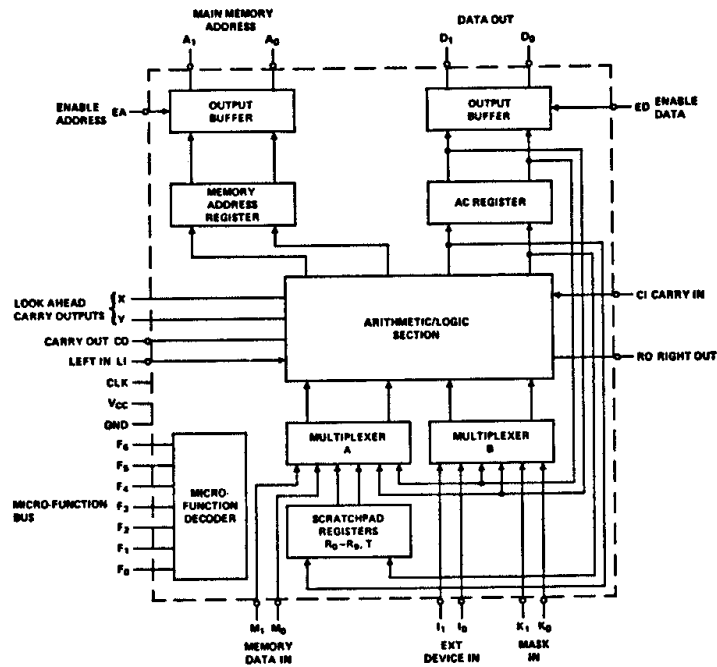 MAIN MEMORY
ADDRESS
A1 A0
DATA OUT
D1 D0
ENABLE
ADDRESS EA
OUTPUT
BUFFER
OUTPUT
BUFFER
ED ENABLE
DATA
MEMORY
ADDRESS
REGISTER
AC REGISTER
LOOK AHEAD
CARRY OUTPUTS
X
Y
CARRY OUT CO
LEFT IN LI
CLK
VCC
GND
ARITHMETIC/LOGIC
SECTION
CI CARRY IN
RO RIGHT OUT
MULTIPLEXER
A
MULTIPLEXER
B
MICRO-FUNCTION
BUS
F6
F5
F4
F3
F2
F1
F0
MICRO-
FUNCTION
DECODER
SCRATCHPAD
REGISTERS
R0–R9, T
M1 M0
MEMORY
DATA IN
I1 I0
EXT
DEVICE IN
K1 K0
MASK
IN